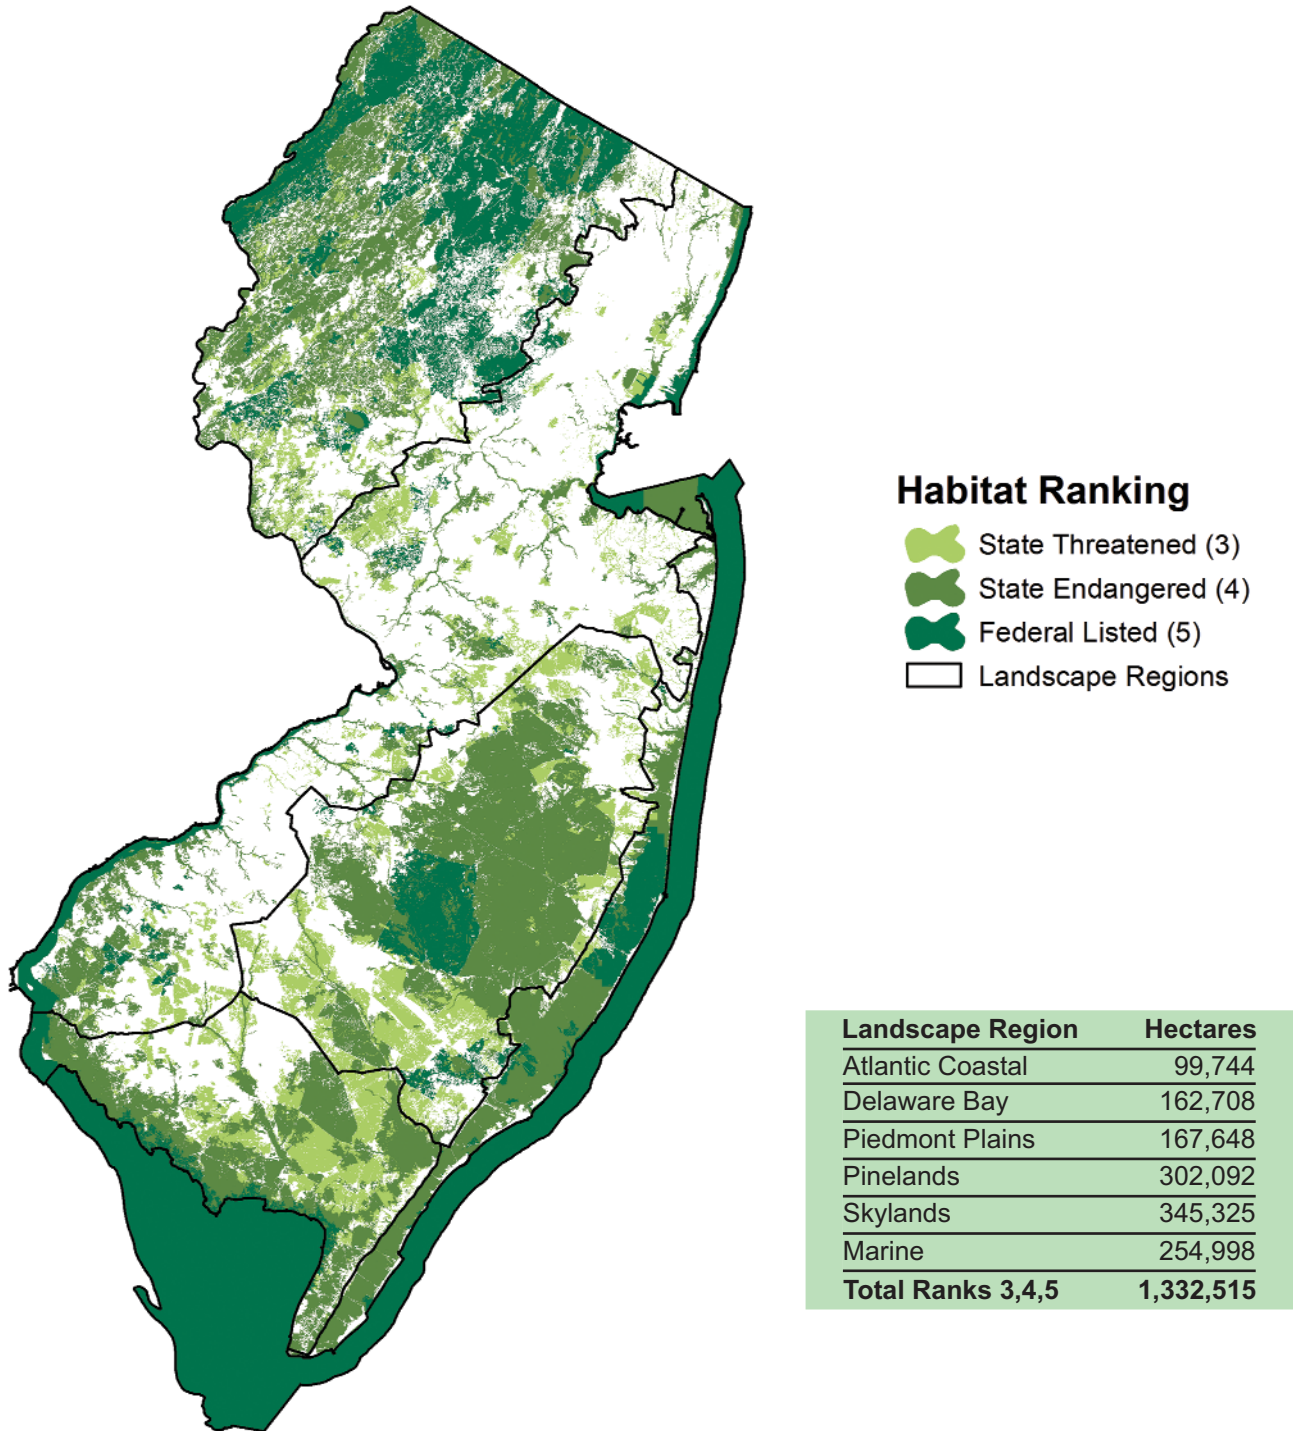 Habitat Ranking
State Threatened (3)
State Endangered (4)
Federal Listed (5)
Landscape Regions
Landscape Region Hectares
Atlantic Coastal 99,744
Delaware Bay 162,708
Piedmont Plains 167,648
Pinelands 302,092
Skylands 345,325
Marine 254,998
Total Ranks 3,4,5 1,332,515